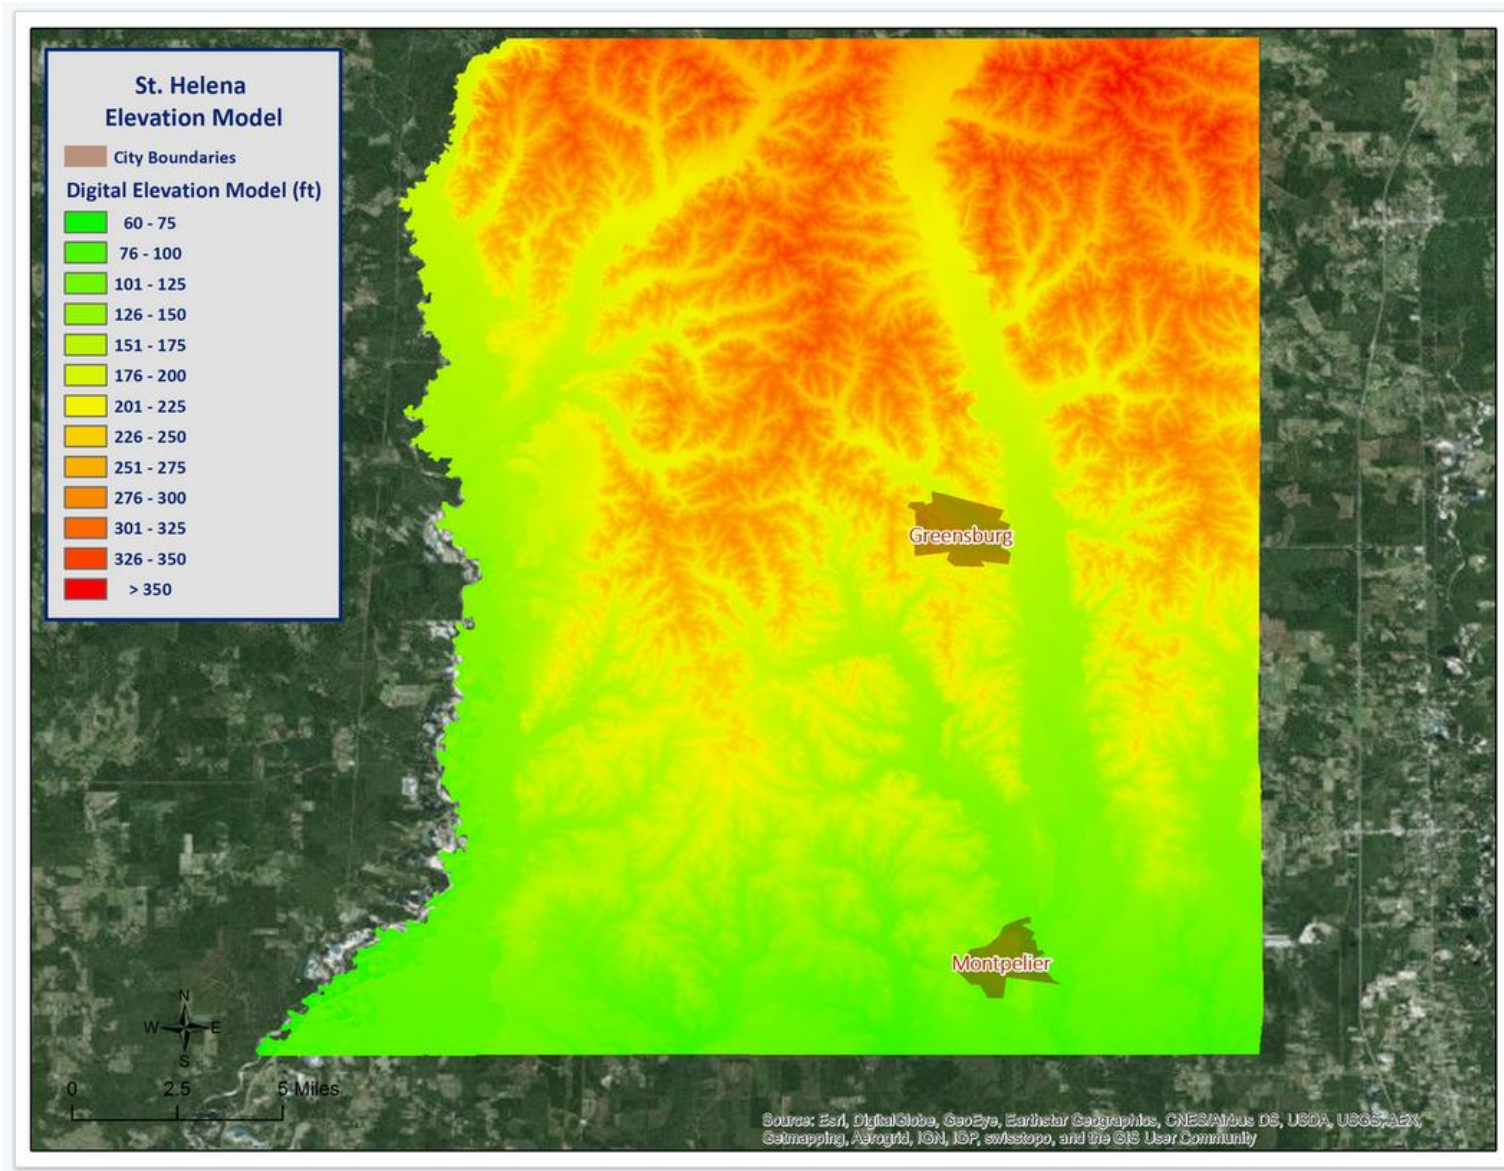 St. Helena
Elevation Model
City Boundaries
Digital Elevation Model (ft)
60 - 75
76 - 100
101 - 125
126 - 150
151 - 175
176 - 200
201 - 225
226 - 250
251 - 275
276 - 300
301 - 325
326 - 350
> 350
Greensburg
Montpelier
N
W E
S
0 2.5 5 Miles
Source: Esri, DigitalGlobe, GeoEye, Earthstar Geographics, CNES/Airbus DS, USDA, USGS, AEX,
Getmapping, Aerogrid, IGN, IGP, swisstopo, and the GIS User Community